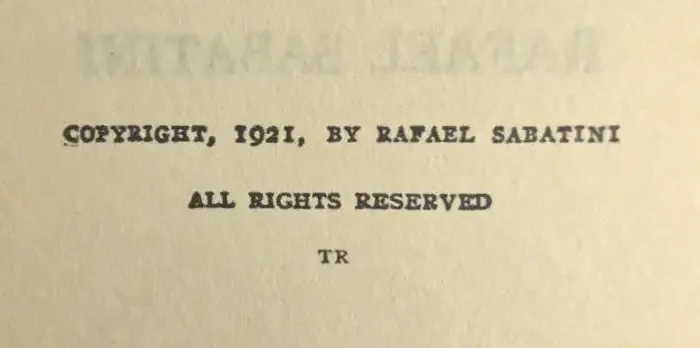 COPYRIGHT, 1921, BY RAFAEL SABATINI
ALL RIGHTS RESERVED
TR